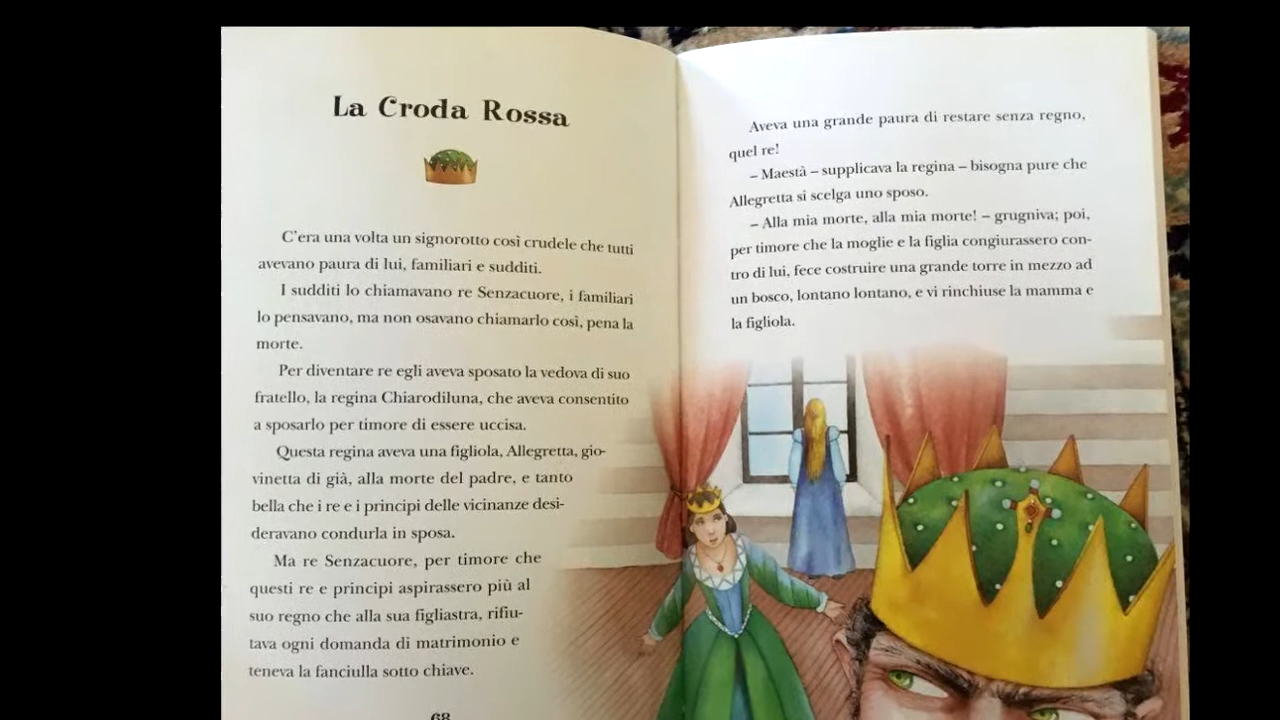 La Croda Rossa
C'era una volta un signorotto così crudele che tutti
avevano paura di lui, familiari e sudditi.
I sudditi lo chiamavano re Senzacuore, i familiari
lo pensavano, ma non osavano chiamarlo così, pena la
morte.
Per diventare re egli aveva sposato la vedova di suo
fratello, la regina Chiarodiluna, che aveva consentito
a sposarlo per timore di essere uccisa.
Questa regina aveva una figliola, Allegretta, gio-
vinetta di già, alla morte del padre, e tanto
bella che i re e i principi delle vicinanze desi-
deravano condurla in sposa.
Ma re Senzacuore, per timore che
questi re e principi aspirassero più al
suo regno che alla sua figliastra, rifiu-
tava ogni domanda di matrimonio e
teneva la fanciulla sotto chiave.
68
Aveva una grande paura di restare senza regno,
quel re!
– Maestà – supplicava la regina – bisogna pure che
Allegretta si scelga uno sposo.
– Alla mia morte, alla mia morte! – grugniva; poi,
per timore che la moglie e la figlia congiurassero con-
tro di lui, fece costruire una grande torre in mezzo ad
un bosco, lontano lontano, e vi rinchiuse la mamma e
la figliola.